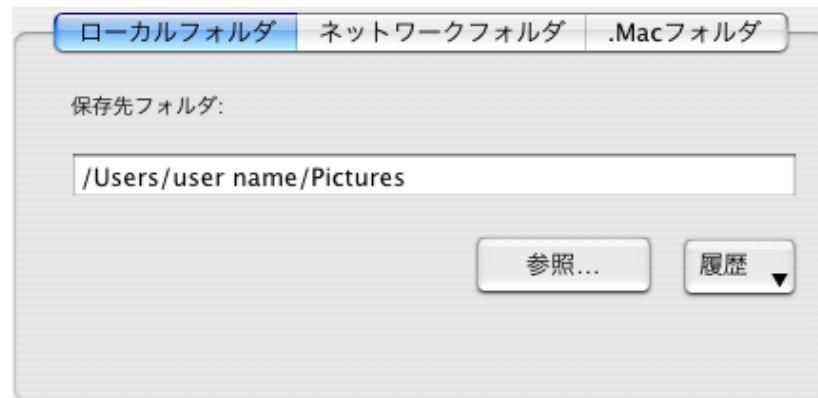 ローカルフォルダ ネットワークフォルダ .Macフォルダ
保存先フォルダ:
/Users/user name/Pictures
参照... 履歴